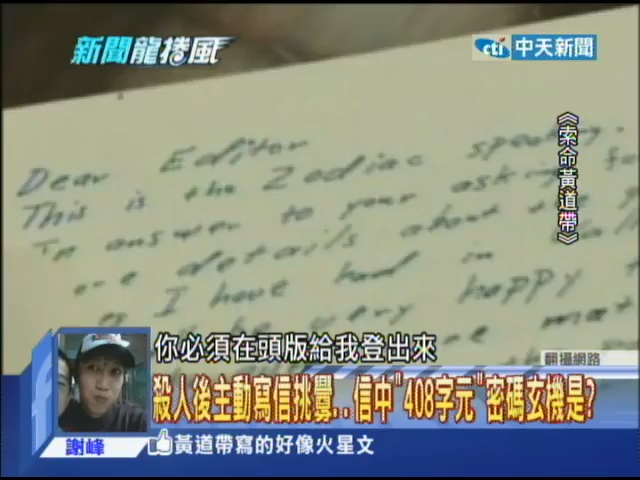 新聞龍捲風
cti 中天新聞
《索命黃道帶》
Dear Editor
This is the Zodiac speaking.
In answer to your asking for
details about the
I have had in
very happy
你必須在頭版給我登出來
翻攝網路
殺人後主動寫信挑釁..信中"408字元"密碼玄機是?
謝峰
黃道帶寫的好像火星文